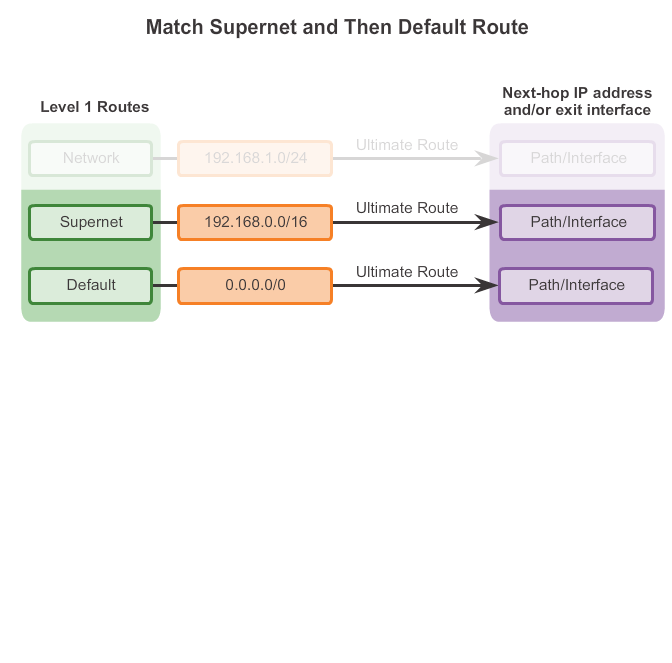 Match Supernet and Then Default Route
Level 1 Routes
Next-hop IP address
and/or exit interface
Network
192.168.1.0/24
Ultimate Route
Path/Interface
Supernet
192.168.0.0/16
Ultimate Route
Path/Interface
Default
0.0.0.0/0
Ultimate Route
Path/Interface